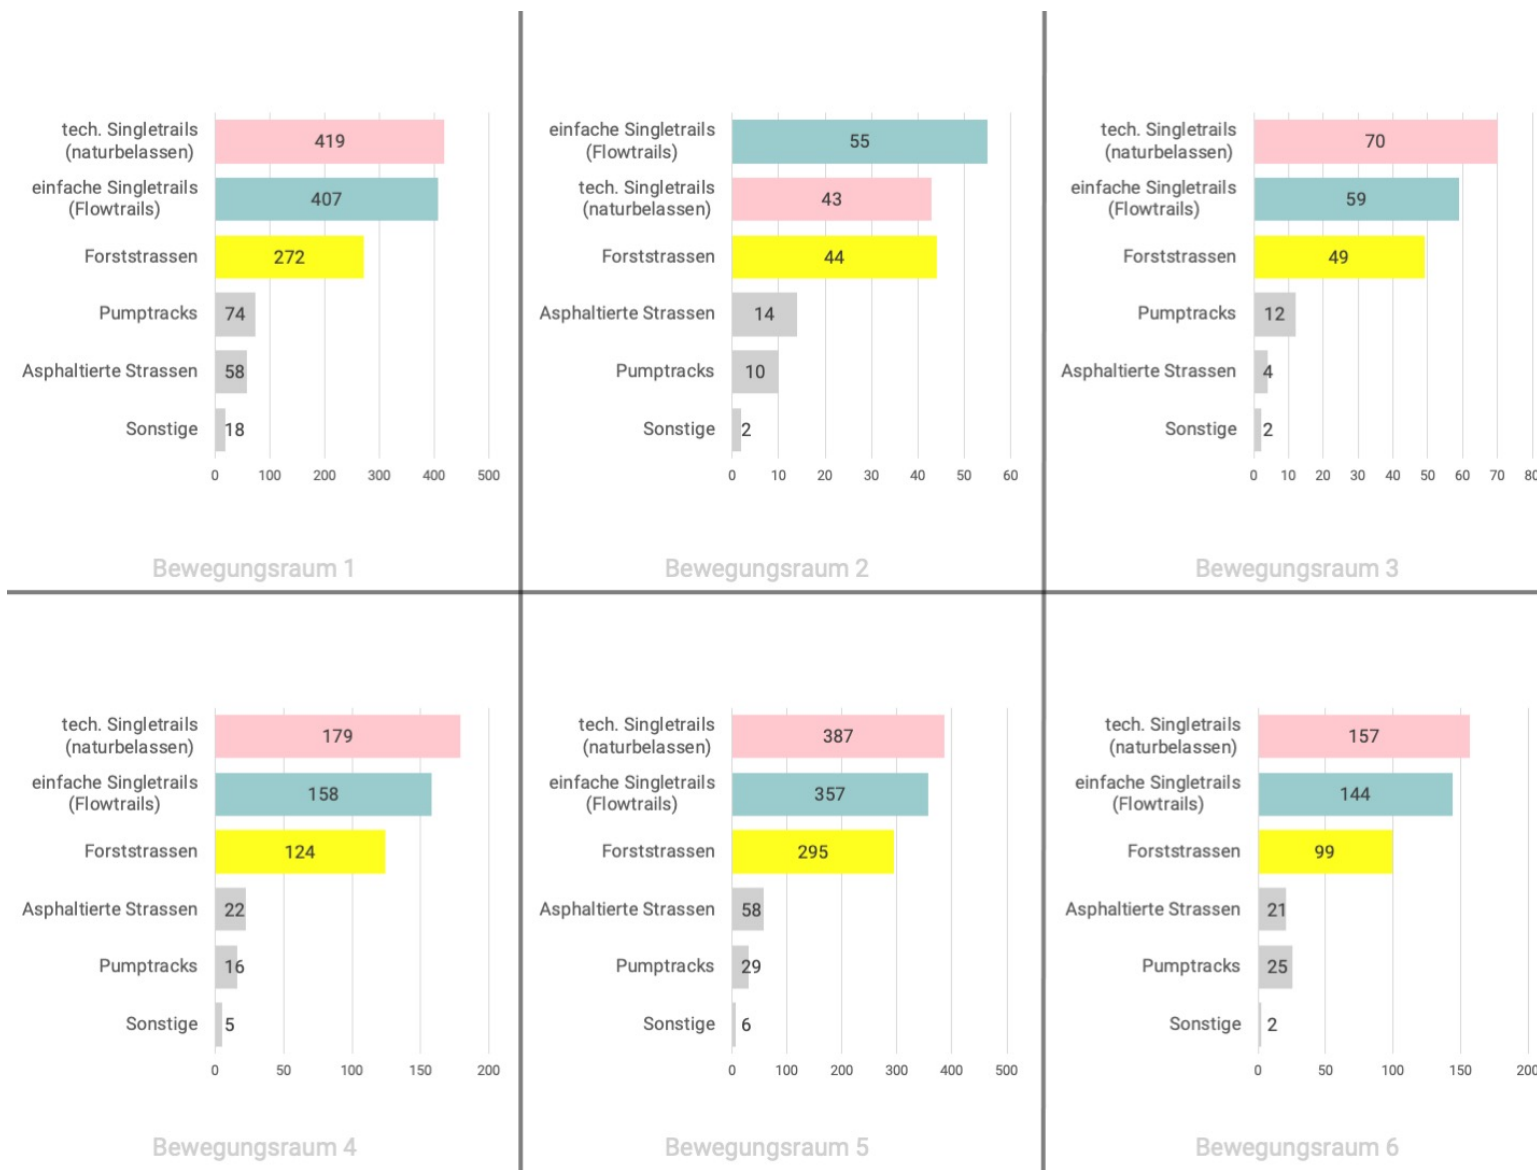 tech. Singletrails
(naturbelassen)
419
einfache Singletrails
(Flowtrails)
407
Forststrassen
272
Pumptracks
74
Asphaltierte Strassen
58
Sonstige
18
0 100 200 300 400 500
Bewegungsraum 1
einfache Singletrails
(Flowtrails)
55
tech. Singletrails
(naturbelassen)
43
Forststrassen
44
Asphaltierte Strassen
14
Pumptracks
10
Sonstige
2
0 10 20 30 40 50 60
Bewegungsraum 2
tech. Singletrails
(naturbelassen)
70
einfache Singletrails
(Flowtrails)
59
Forststrassen
49
Pumptracks
12
Asphaltierte Strassen
4
Sonstige
2
0 10 20 30 40 50 60 70 80
Bewegungsraum 3
tech. Singletrails
(naturbelassen)
179
einfache Singletrails
(Flowtrails)
158
Forststrassen
124
Asphaltierte Strassen
22
Pumptracks
16
Sonstige
5
0 50 100 150 200
Bewegungsraum 4
tech. Singletrails
(naturbelassen)
387
einfache Singletrails
(Flowtrails)
357
Forststrassen
295
Asphaltierte Strassen
58
Pumptracks
29
Sonstige
6
0 100 200 300 400 500
Bewegungsraum 5
tech. Singletrails
(naturbelassen)
157
einfache Singletrails
(Flowtrails)
144
Forststrassen
99
Asphaltierte Strassen
21
Pumptracks
25
Sonstige
2
0 50 100 150 200
Bewegungsraum 6